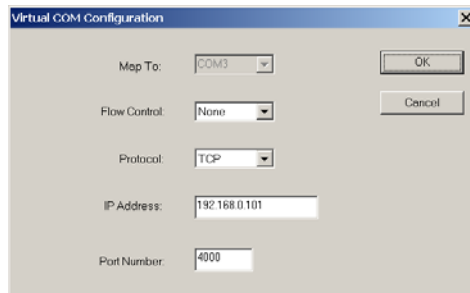 Virtual COM Configuration
Map To: COM3 OK
Flow Control: None Cancel
Protocol: TCP
IP Address: 192.168.0.101
Port Number: 4000